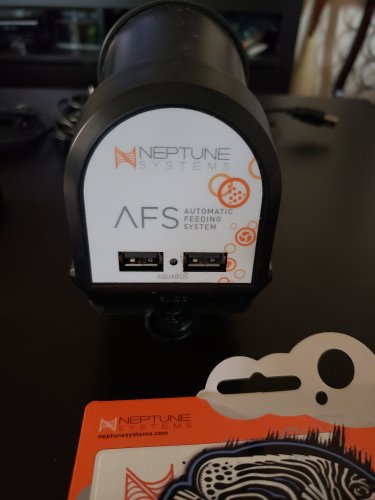 NEPTUNE
SYSTEMS
AFS AUTOMATIC
FEEDING
SYSTEM
AQUABUS
NEPTUNE
SYSTEMS
neptunesystems.com